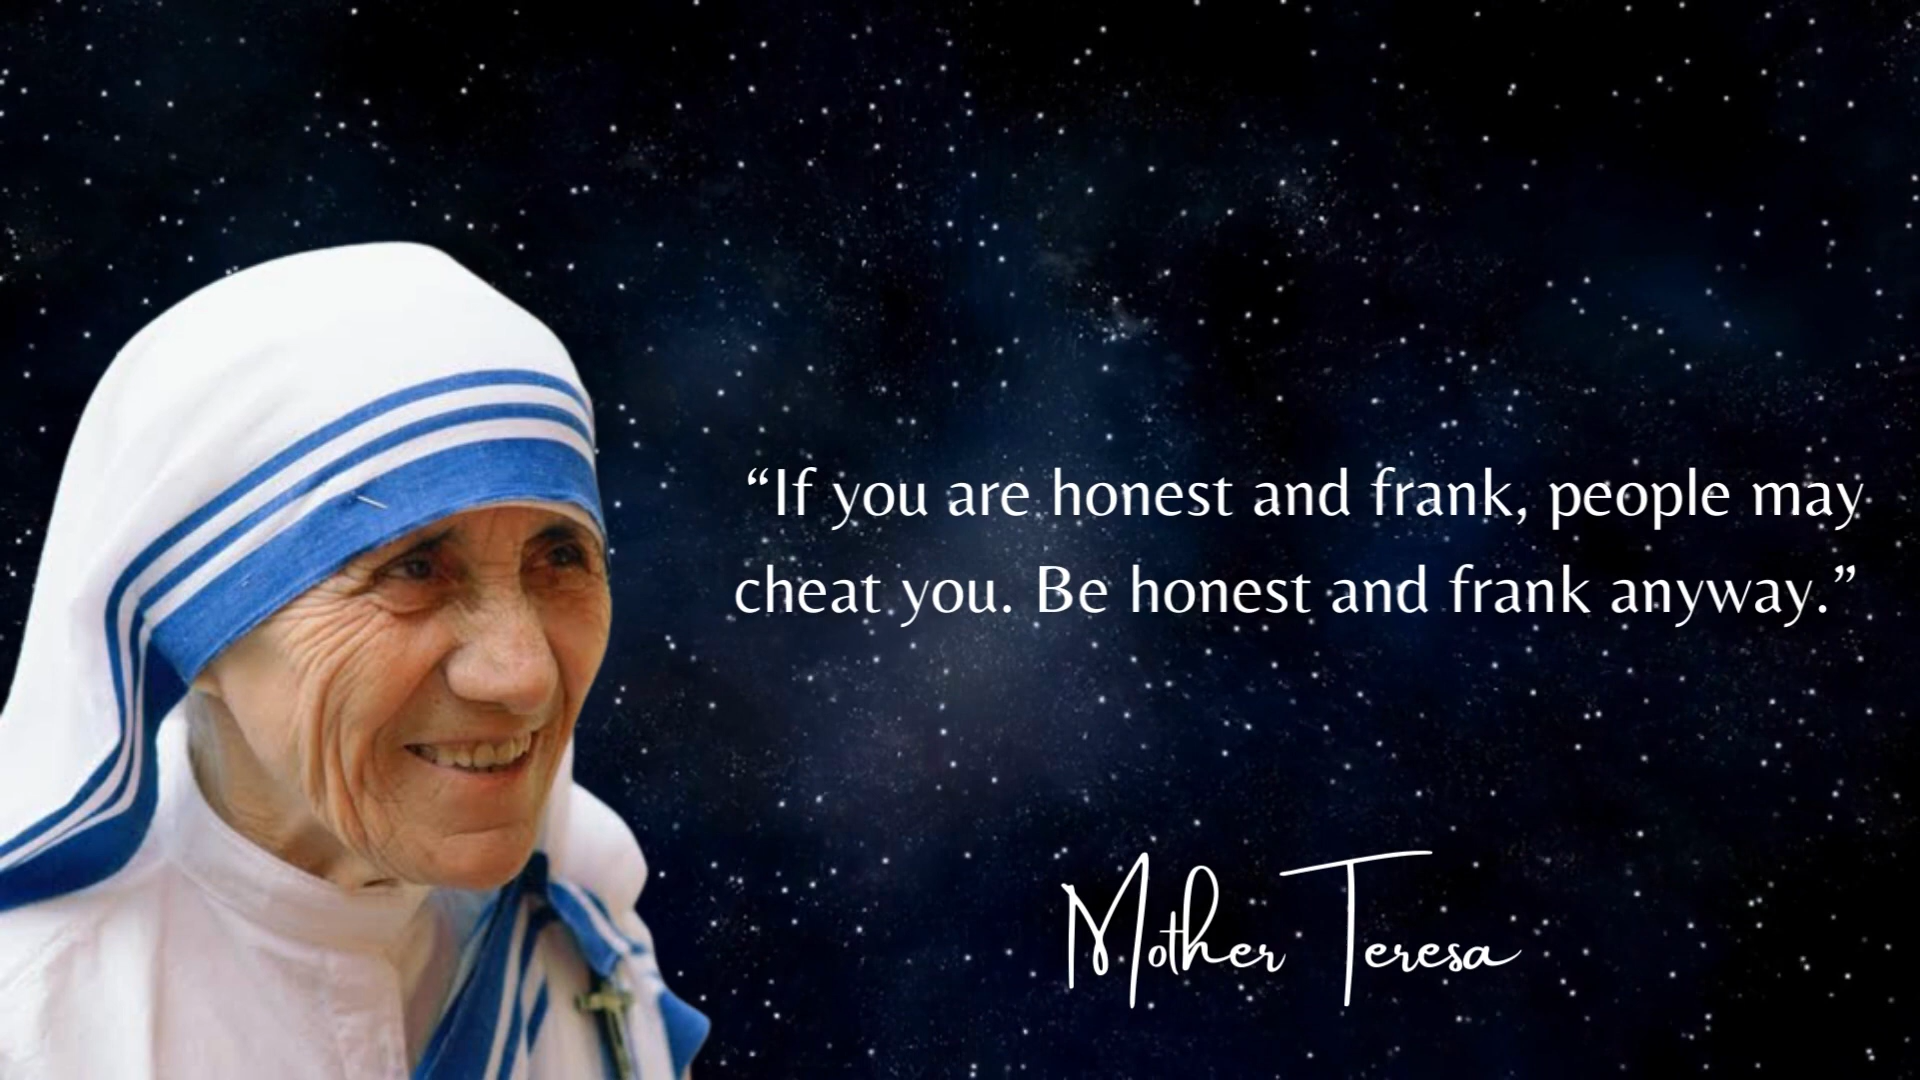 “If you are honest and frank, people may
cheat you. Be honest and frank anyway.”
Mother Teresa